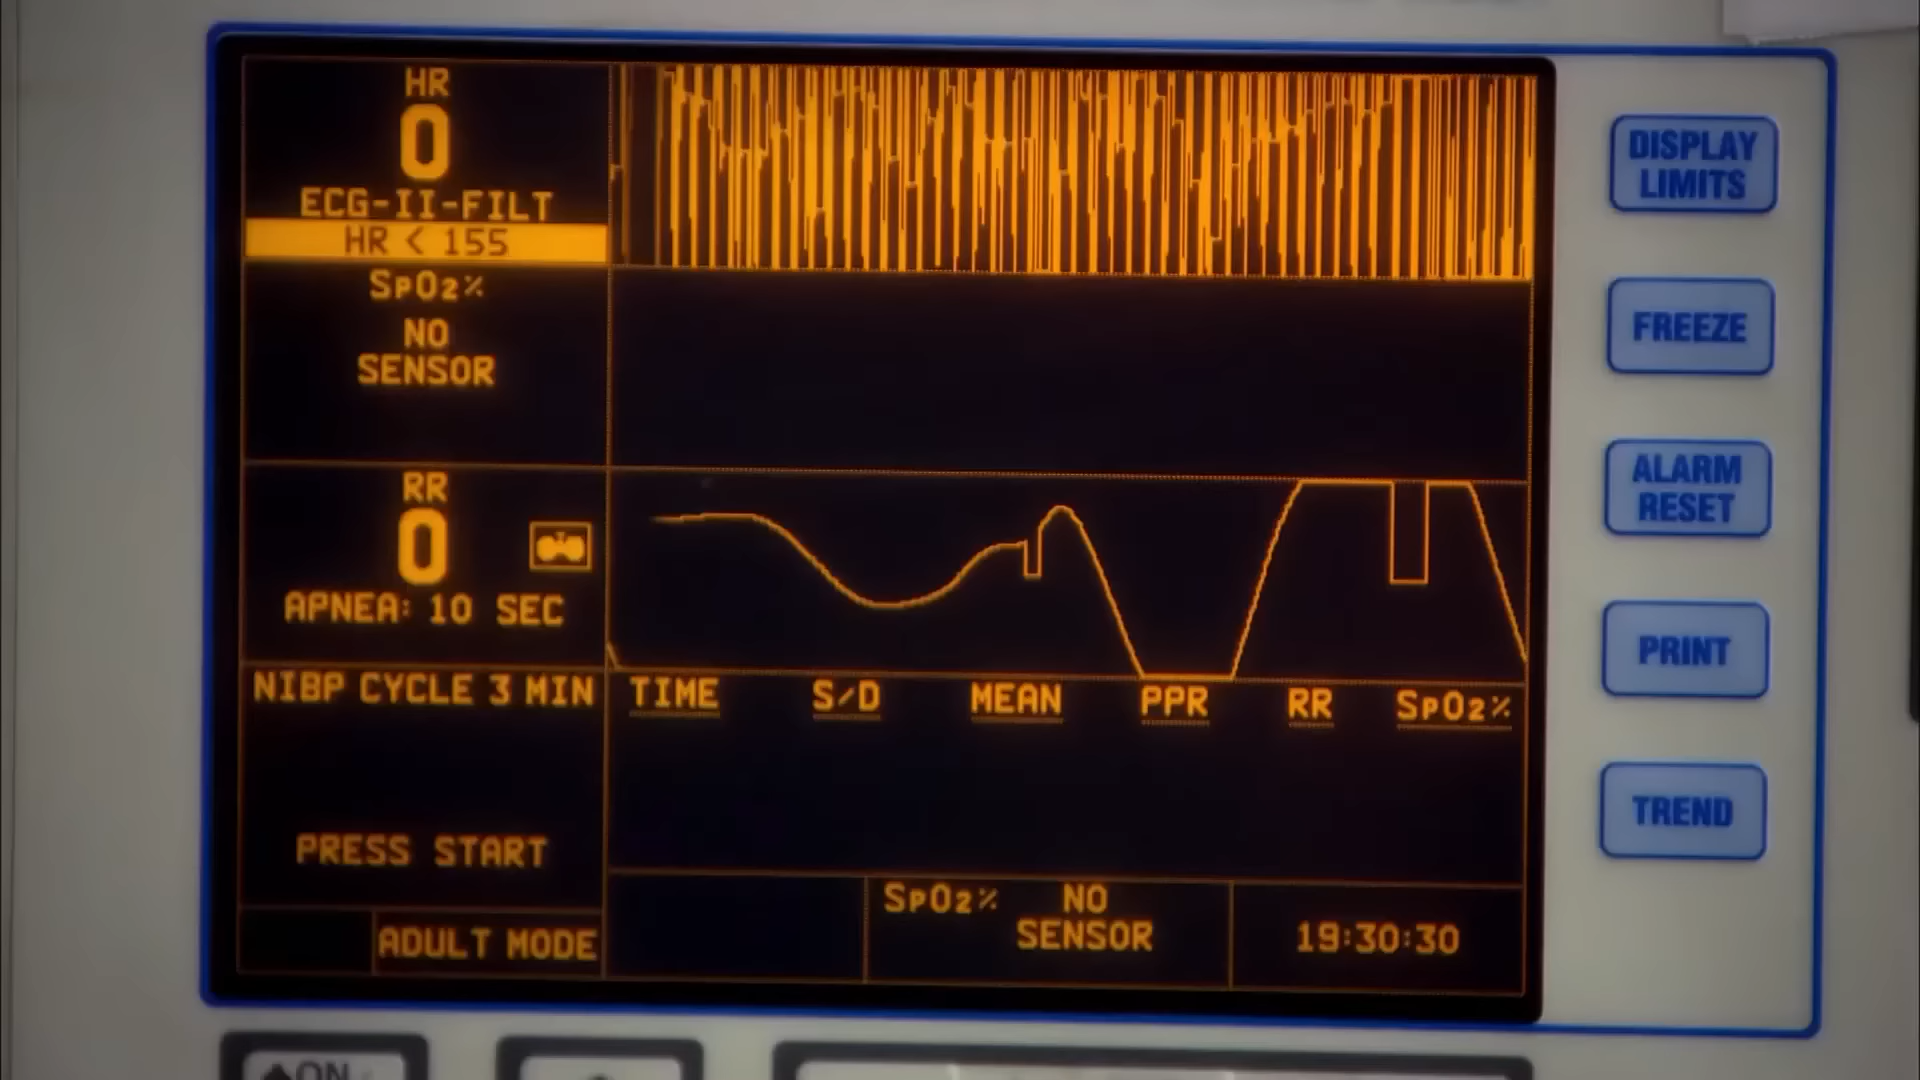 HR
0
ECG-II-FILT
HR < 155
SpO2%
NO
SENSOR
RR
0
APNEA: 10 SEC
NIBP CYCLE 3 MIN
PRESS START
ADULT MODE
TIME S/D MEAN PPR RR SpO2%
SpO2% NO
SENSOR
19:30:30
DISPLAY
LIMITS
FREEZE
ALARM
RESET
PRINT
TREND
ON